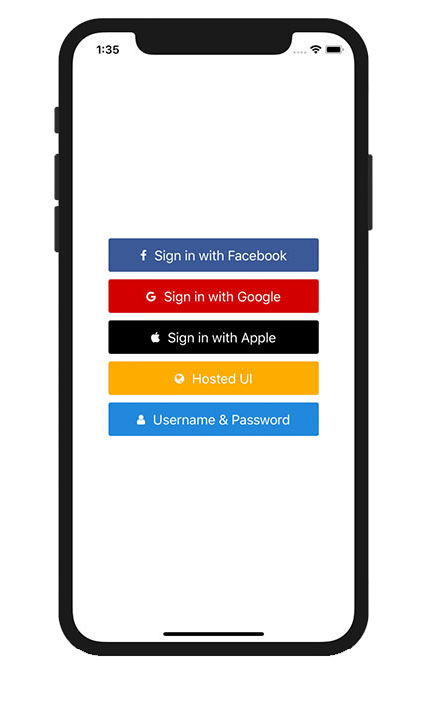 1:35
Sign in with Facebook
Sign in with Google
Sign in with Apple
Hosted UI
Username & Password